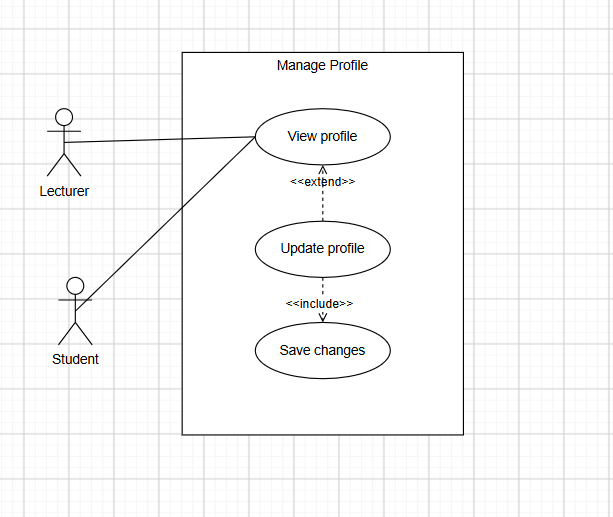 Manage Profile
View profile
Lecturer
<<extend>>
Update profile
<<include>>
Save changes
Student